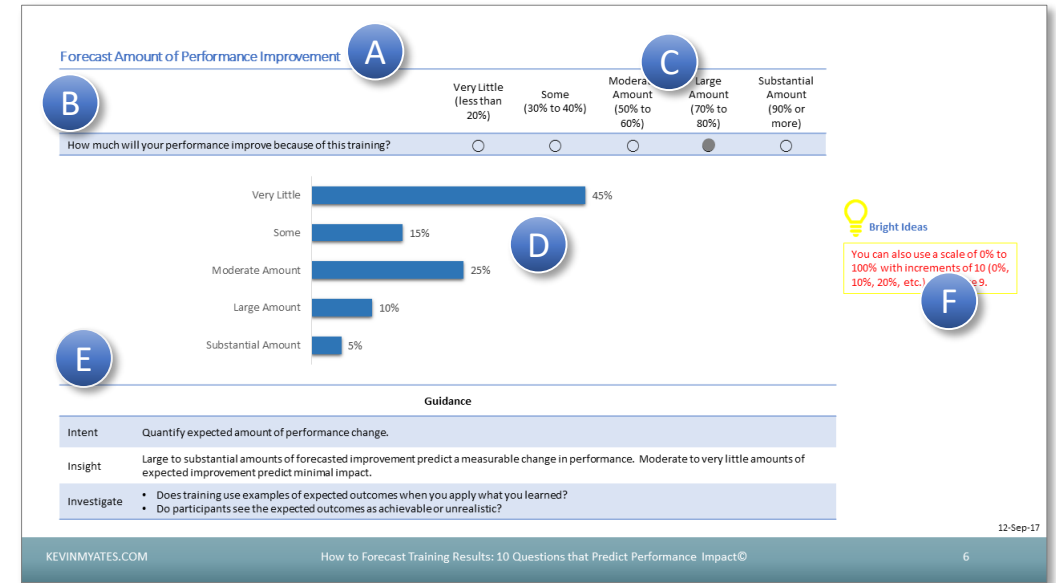 Forecast Amount of Performance Improvement
A
B
C
Very Little
(less than
20%)
Some
(30% to 40%)
Amount
(50% to
60%)
Large
Amount
(70% to
80%)
Substantial
Amount
(90% or
more)
How much will your performance improve because of this training?
Very Little 45%
Some 15%
D
Moderate Amount 25%
Large Amount 10%
Substantial Amount 5%
Bright Ideas
You can also use a scale of 0% to
100% with increments of 10 (0%,
10%, 20%, etc.) 9.
F
E
Guidance
Intent Quantify expected amount of performance change.
Insight Large to substantial amounts of forecasted improvement predict a measurable change in performance. Moderate to very little amounts of
expected improvement predict minimal impact.
Investigate • Does training use examples of expected outcomes when you apply what you learned?
• Do participants see the expected outcomes as achievable or unrealistic?
12-Sep-17
KEVINMYATES.COM How to Forecast Training Results: 10 Questions that Predict Performance Impact© 6